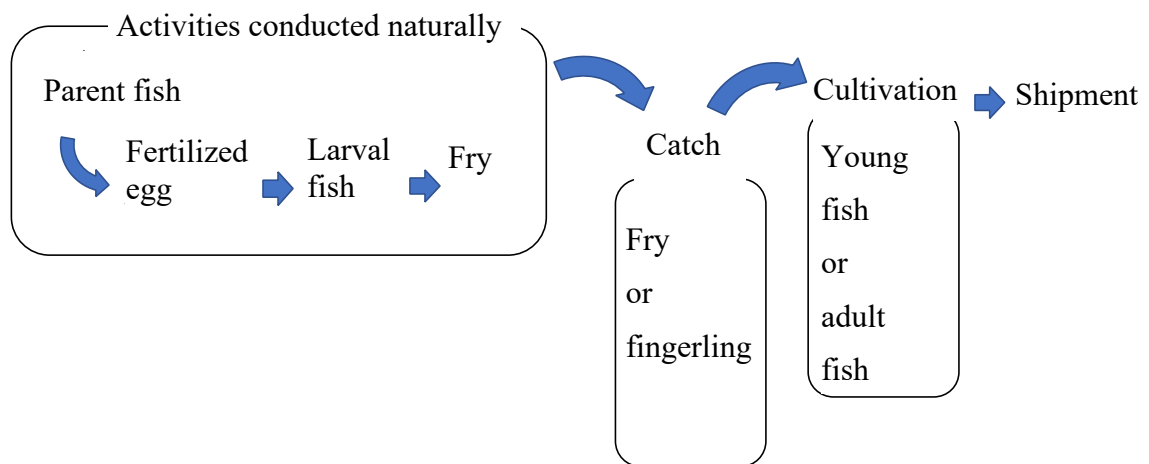 Activities conducted naturally
Parent fish
Fertilized
egg
Larval
fish
Fry
Catch
Fry
or
fingerling
Cultivation
Young
fish
or
adult
fish
Shipment